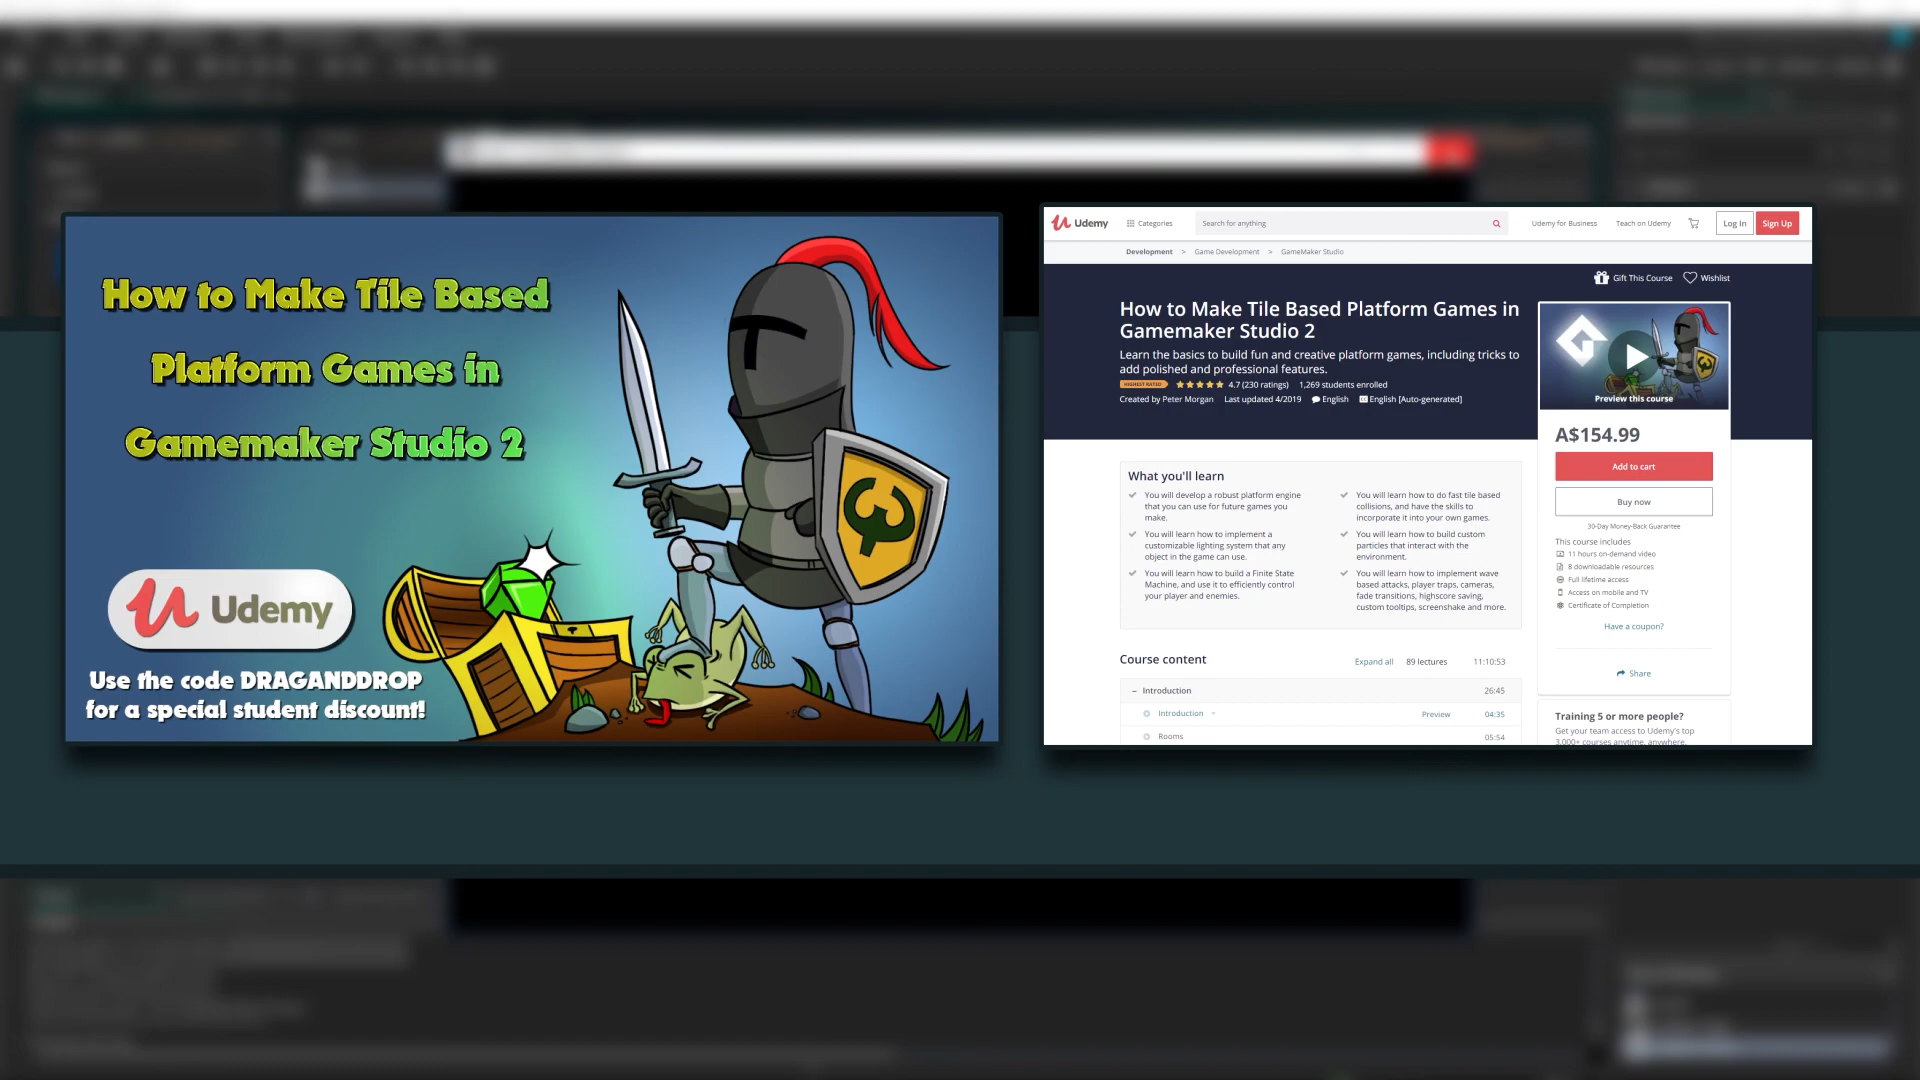 How to Make Tile Based
Platform Games in
Gamemaker Studio 2
Udemy
Use the code DRAGANDDROP
for a special student discount!
Udemy
Categories
Search for anything
Udemy for Business
Teach on Udemy
Log In
Sign Up
Development > Game Development > GameMaker Studio
Gift This Course
Wishlist
How to Make Tile Based Platform Games in
Gamemaker Studio 2
Learn the basics to build fun and creative platform games, including tricks to
add polished and professional features.
HIGHEST RATED 4.7 (230 ratings) 1,269 students enrolled
Created by Peter Morgan Last updated 4/2019 English English [Auto-generated]
Preview this course
A$154.99
Add to cart
Buy now
30-Day Money-Back Guarantee
This course includes
11 hours on-demand video
8 downloadable resources
Full lifetime access
Access on mobile and TV
Certificate of Completion
Have a coupon?
Share
Training 5 or more people?
Get your team access to Udemy's top
3,000+ courses anytime, anywhere.
What you'll learn
You will develop a robust platform engine
that you can use for future games you
make.
You will learn how to implement a
customizable lighting system that any
object in the game can use.
You will learn how to build a Finite State
Machine, and use it to efficiently control
your player and enemies.
You will learn how to do fast tile based
collisions, and have the skills to
incorporate it into your own games.
You will learn how to build custom
particles that interact with the
environment.
You will learn how to implement wave
based attacks, player traps, cameras,
fade transitions, highscore saving,
custom tooltips, screenshake and more.
Course content
Expand all 89 lectures 11:10:53
– Introduction 26:45
Introduction Preview 04:35
Rooms 05:54